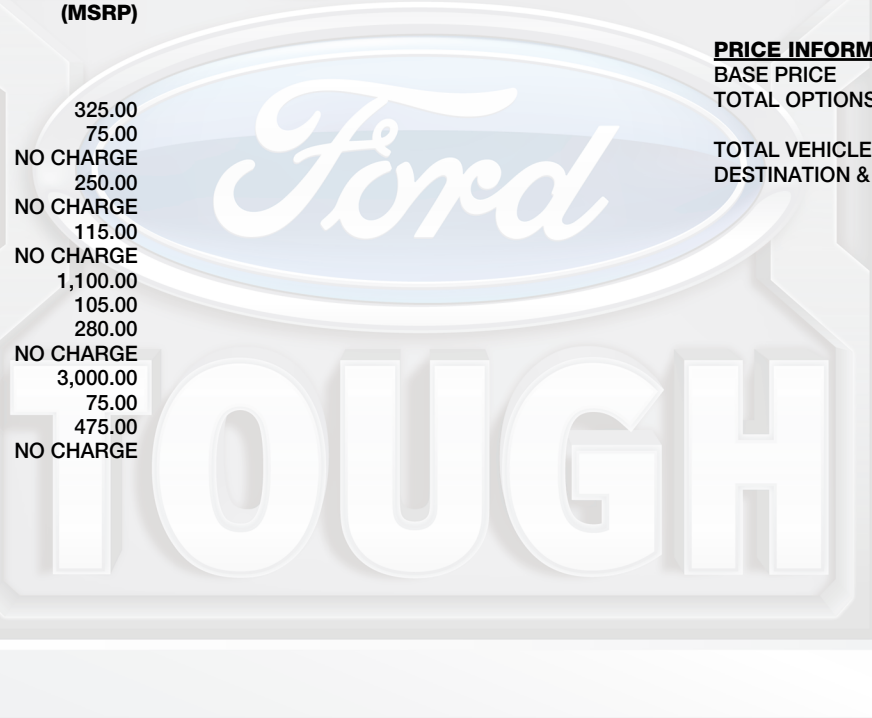 (MSRP)
325.00
75.00
NO CHARGE
250.00
NO CHARGE
115.00
NO CHARGE
1,100.00
105.00
280.00
NO CHARGE
3,000.00
75.00
475.00
NO CHARGE
PRICE INFORM
BASE PRICE
TOTAL OPTIONS
TOTAL VEHICLE
DESTINATION &
Ford
TOUGH